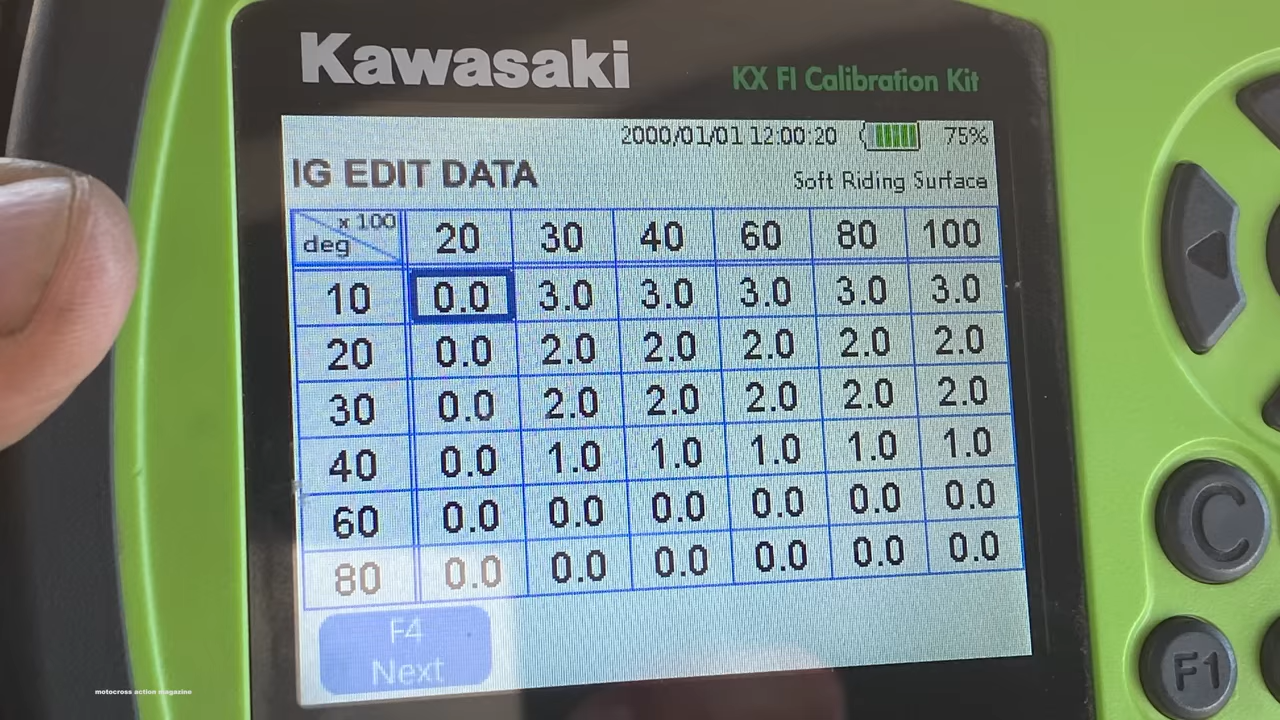 Kawasaki
KX FI Calibration Kit
2000/01/01 12:00:20 75%
IG EDIT DATA
Soft Riding Surface
x 100
deg 20 30 40 60 80 100
10 0.0 3.0 3.0 3.0 3.0 3.0
20 0.0 2.0 2.0 2.0 2.0 2.0
30 0.0 2.0 2.0 2.0 2.0 2.0
40 0.0 1.0 1.0 1.0 1.0 1.0
60 0.0 0.0 0.0 0.0 0.0 0.0
80 0.0 0.0 0.0 0.0 0.0 0.0
F4
Next
C
F1
motocross action magazine